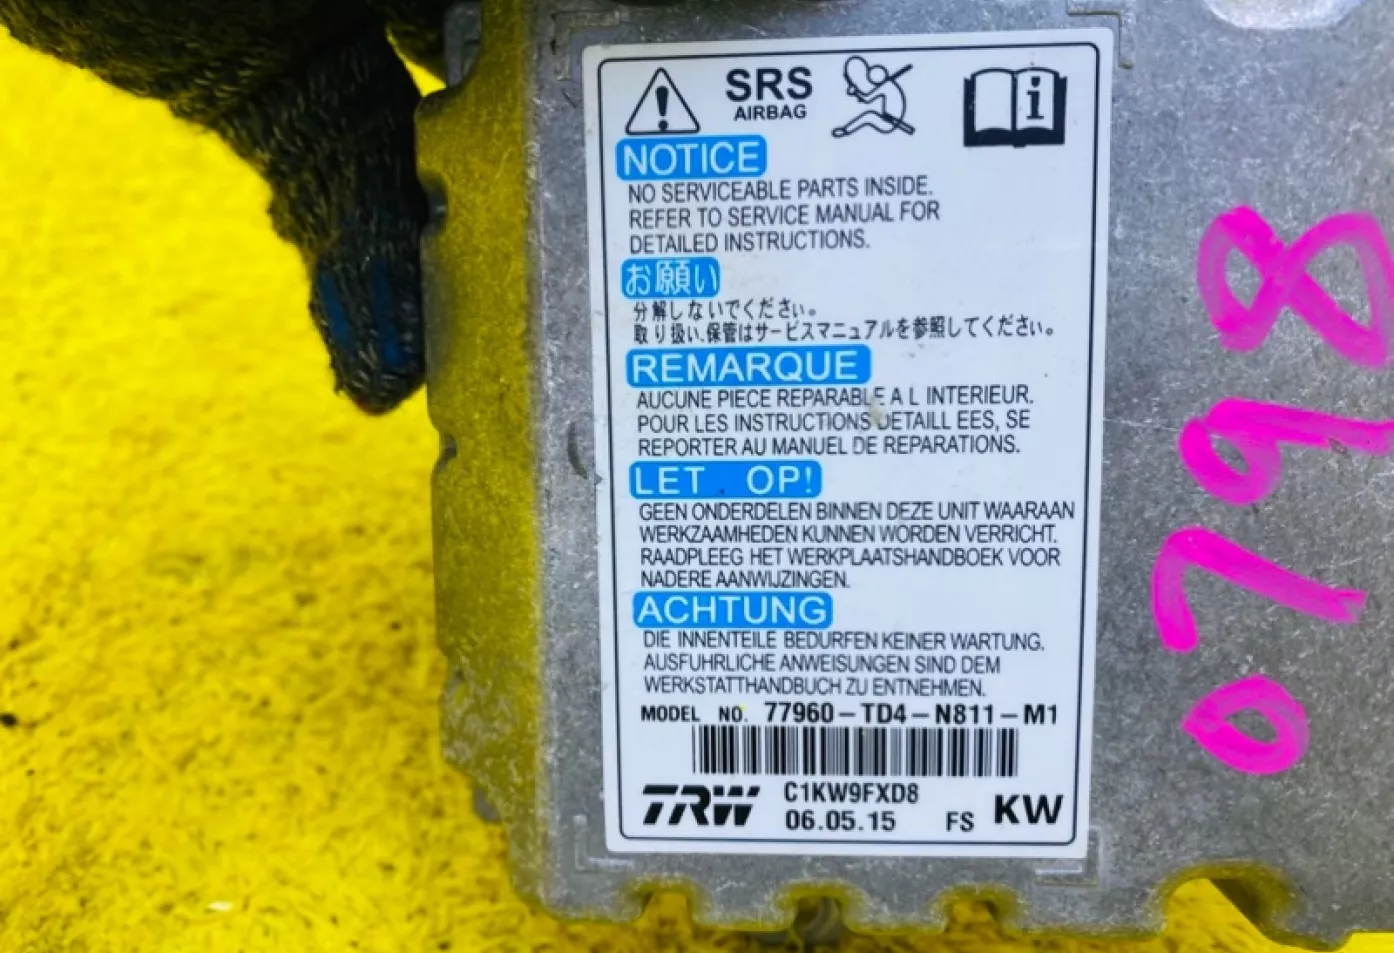 SRS
AIRBAG
NOTICE
NO SERVICEABLE PARTS INSIDE.
REFER TO SERVICE MANUAL FOR
DETAILED INSTRUCTIONS.
お願い
分解しないでください。
取り扱い、保管はサービスマニュアルを参照してください。
REMARQUE
AUCUNE PIECE REPARABLE A L INTERIEUR.
POUR LES INSTRUCTIONS DETAILL EES, SE
REPORTER AU MANUEL DE REPARATIONS.
LET OP!
GEEN ONDERDELEN BINNEN DEZE UNIT WAARAAN
WERKZAAMHEDEN KUNNEN WORDEN VERRICHT.
RAADPLEEG HET WERKPLAATSHANDBOEK VOOR
NADERE AANWIJZINGEN.
ACHTUNG
DIE INNENTEILE BEDURFEN KEINER WARTUNG.
AUSFUHRLICHE ANWEISUNGEN SIND DEM
WERKSTATTHANDBUCH ZU ENTNEHMEN.
MODEL NO. 77960-TD4-N811-M1
TRW C1KW9FXD8
06.05.15 FS KW
0798